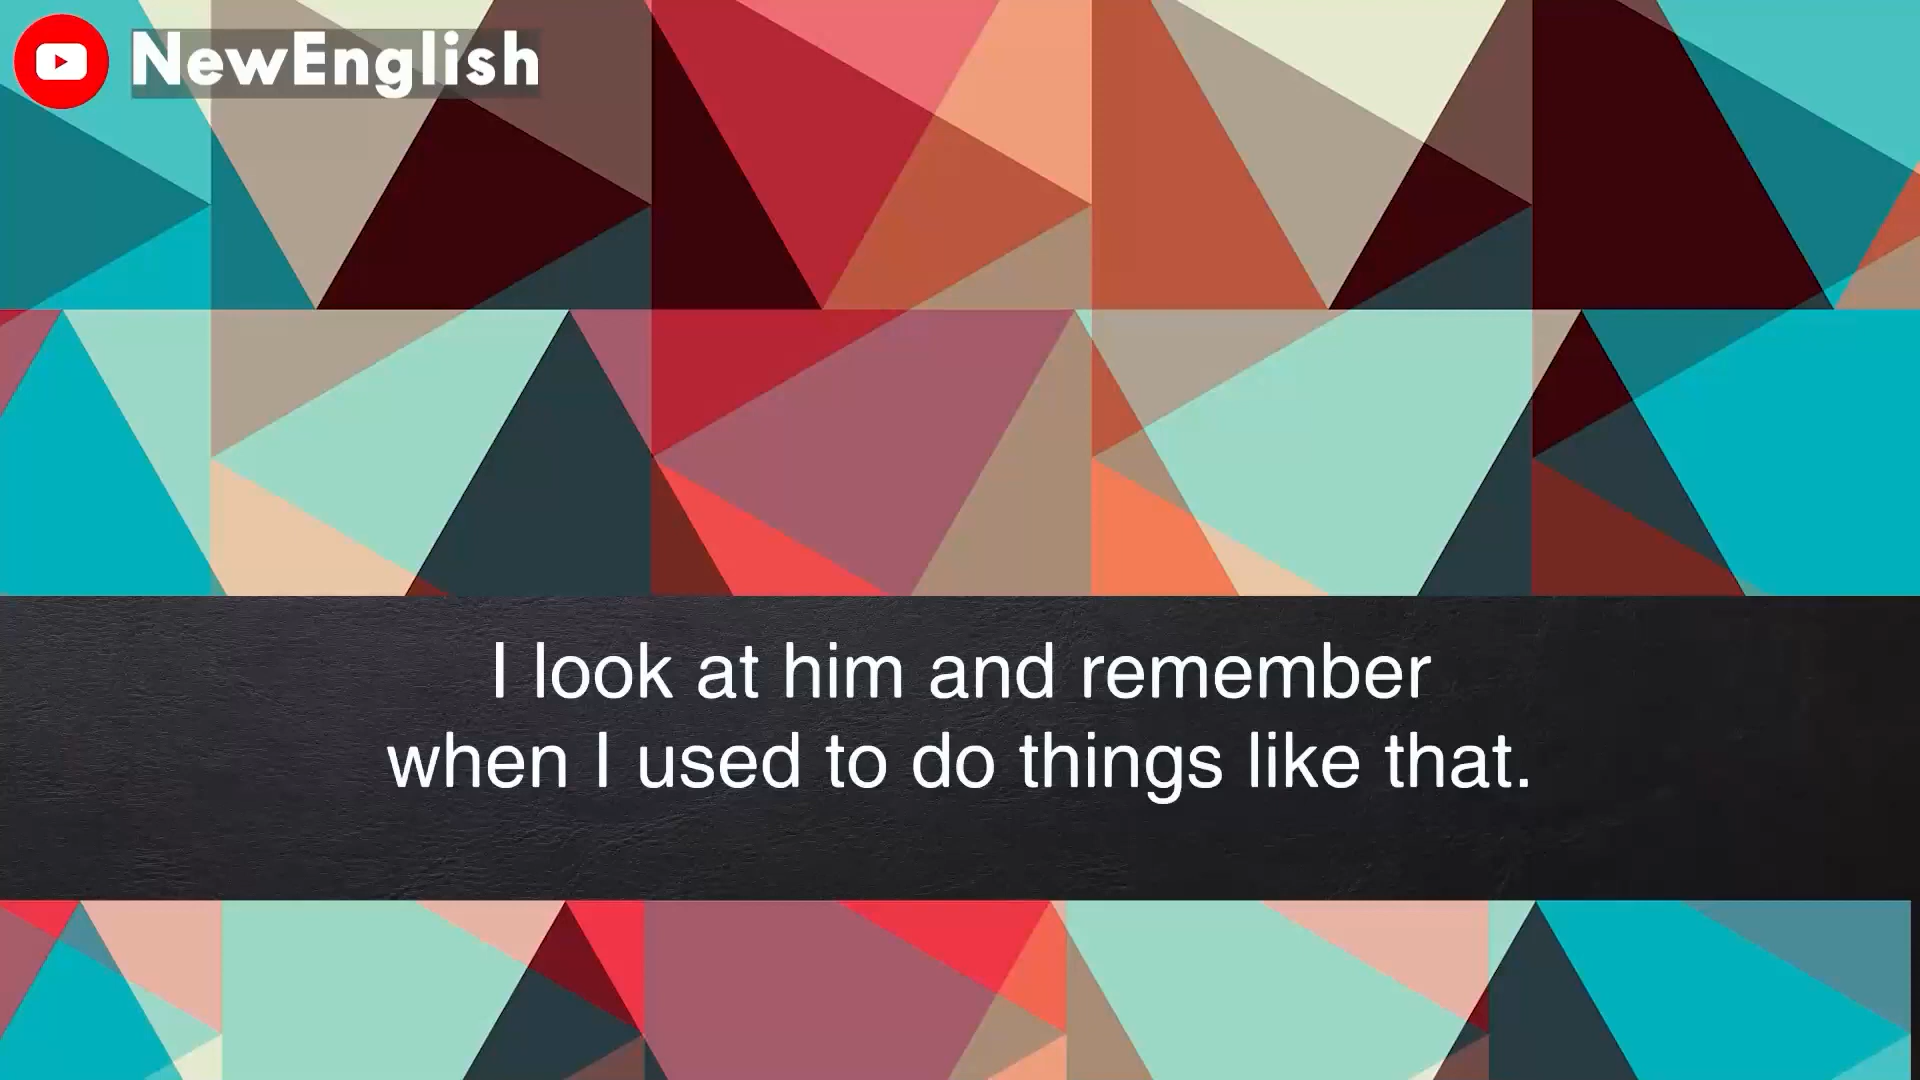 NewEnglish
I look at him and remember
when I used to do things like that.